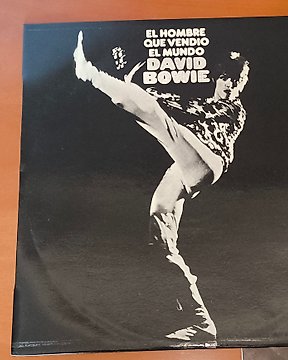 EL HOMBRE
QUE VENDIO
EL MUNDO
DAVID
BOWIE